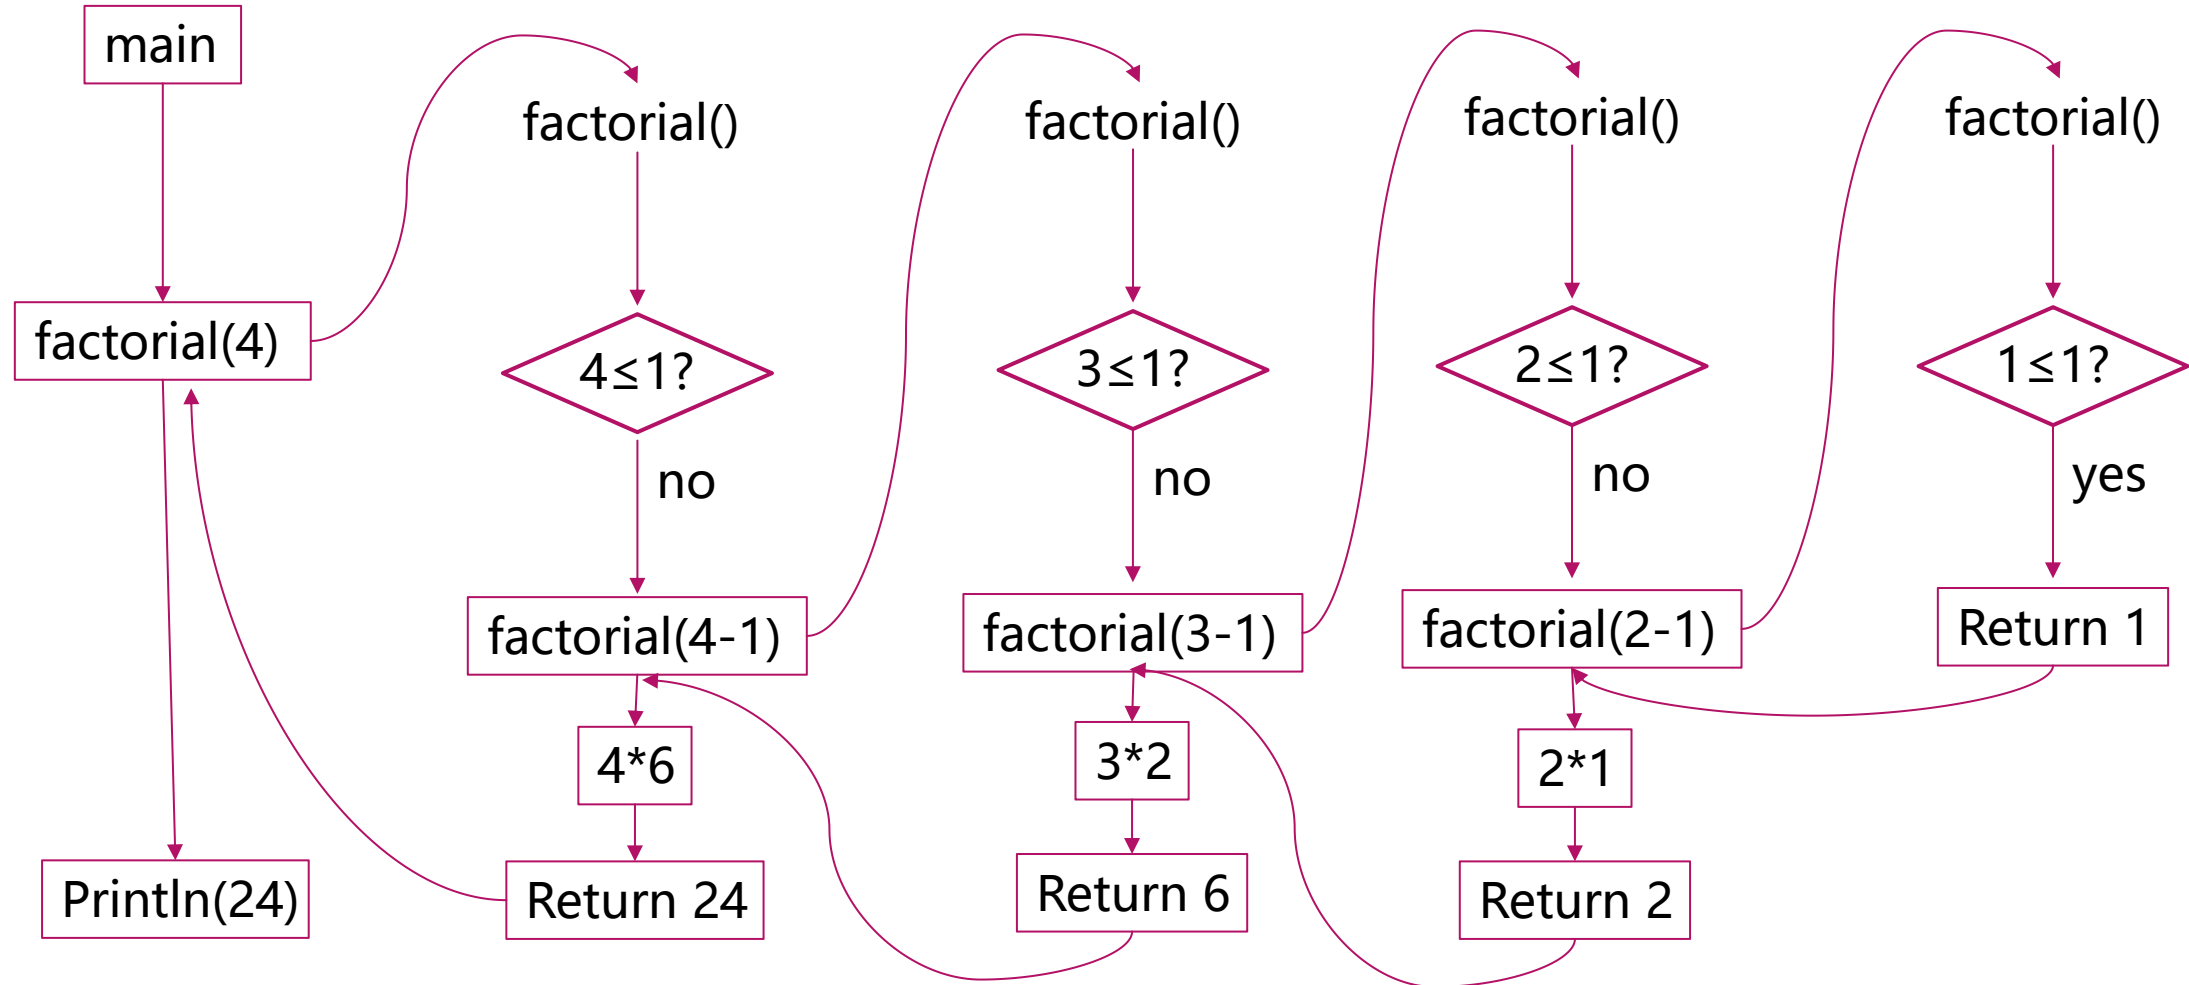 main
factorial(4)
Println(24)
factorial()
4≤1?
no
factorial(4-1)
4*6
Return 24
factorial()
3≤1?
no
factorial(3-1)
3*2
Return 6
factorial()
2≤1?
no
factorial(2-1)
2*1
Return 2
factorial()
1≤1?
yes
Return 1